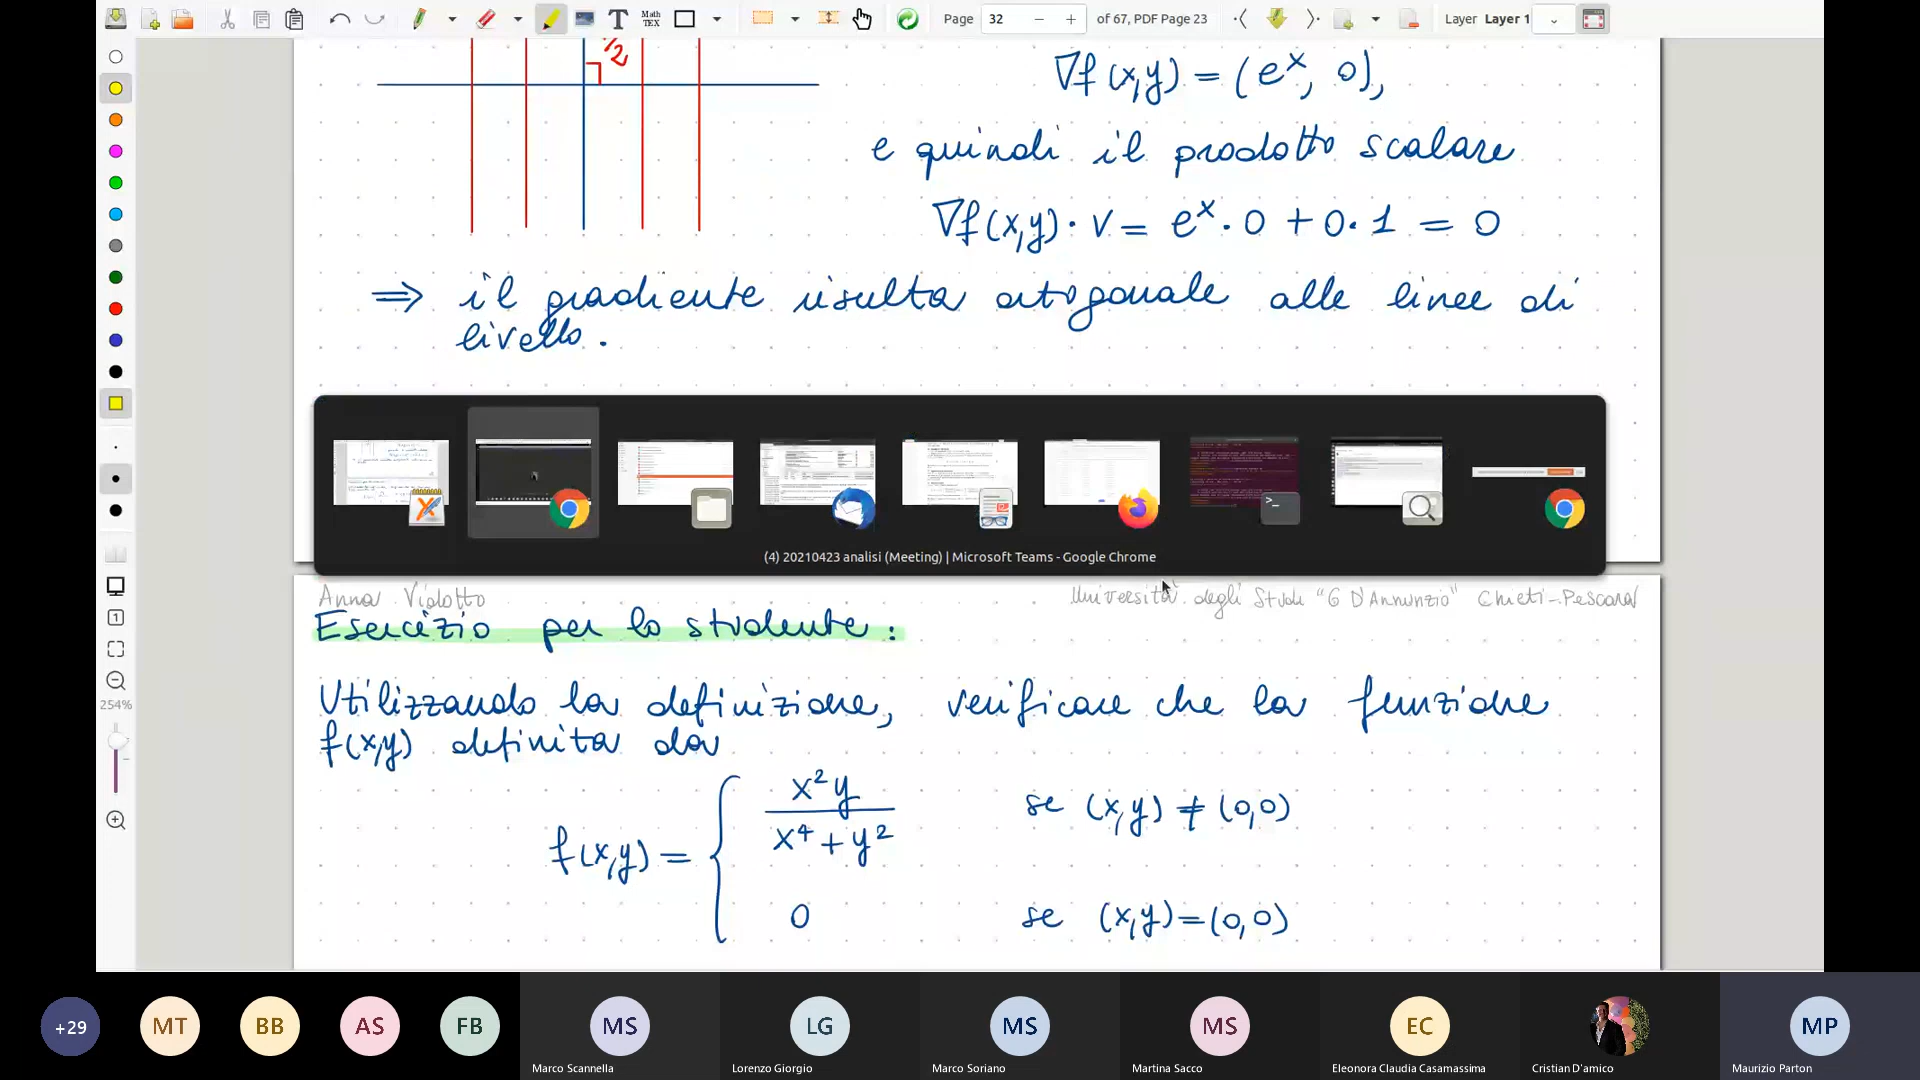 Page 32 of 67, PDF Page 23 Layer Layer 1
Math
TEX
∇f(x,y) = (e^x, 0),
e quindi il prodotto scalare
∇f(x,y) · v = e^x · 0 + 0 · 1 = 0
⇒ il gradiente risulta ortogonale alle linee di
livello.
(4) 20210423 analisi (Meeting) | Microsoft Teams - Google Chrome
254%
Anna Vidotto Università degli Studi "G D'Annunzio" Chieti-Pescara
Esercizio per lo studente:
Utilizzando la definizione, verificare che la funzione
f(x,y) definita da
f(x,y) = { x²y / (x⁴ + y²) se (x,y) ≠ (0,0)
0 se (x,y) = (0,0)
+29 MT BB AS FB MS LG MS MS EC MP
Marco Scannella Lorenzo Giorgio Marco Soriano Martina Sacco Eleonora Claudia Casamassima Cristian D'amico Maurizio Parton